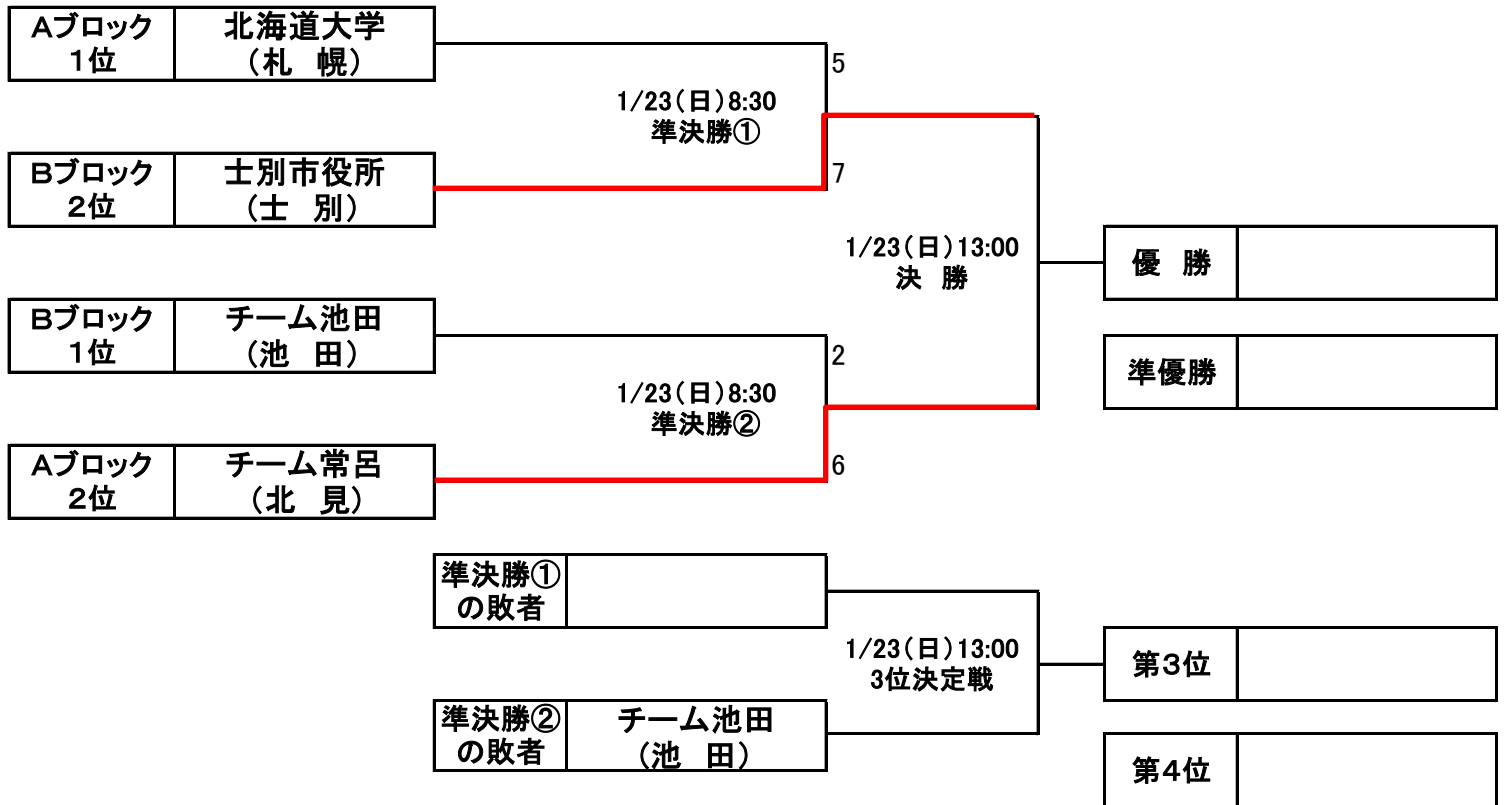 Aブロック
1位
北海道大学
(札　幌)
5
1/23(日)8:30
準決勝①
Bブロック
2位
士別市役所
(士　別)
7
1/23(日)13:00
決　勝
優　勝
Bブロック
1位
チーム池田
(池　田)
2
準優勝
1/23(日)8:30
準決勝②
Aブロック
2位
チーム常呂
(北　見)
6
準決勝①
の敗者
1/23(日)13:00
3位決定戦
第3位
準決勝②
の敗者
チーム池田
(池　田)
第4位